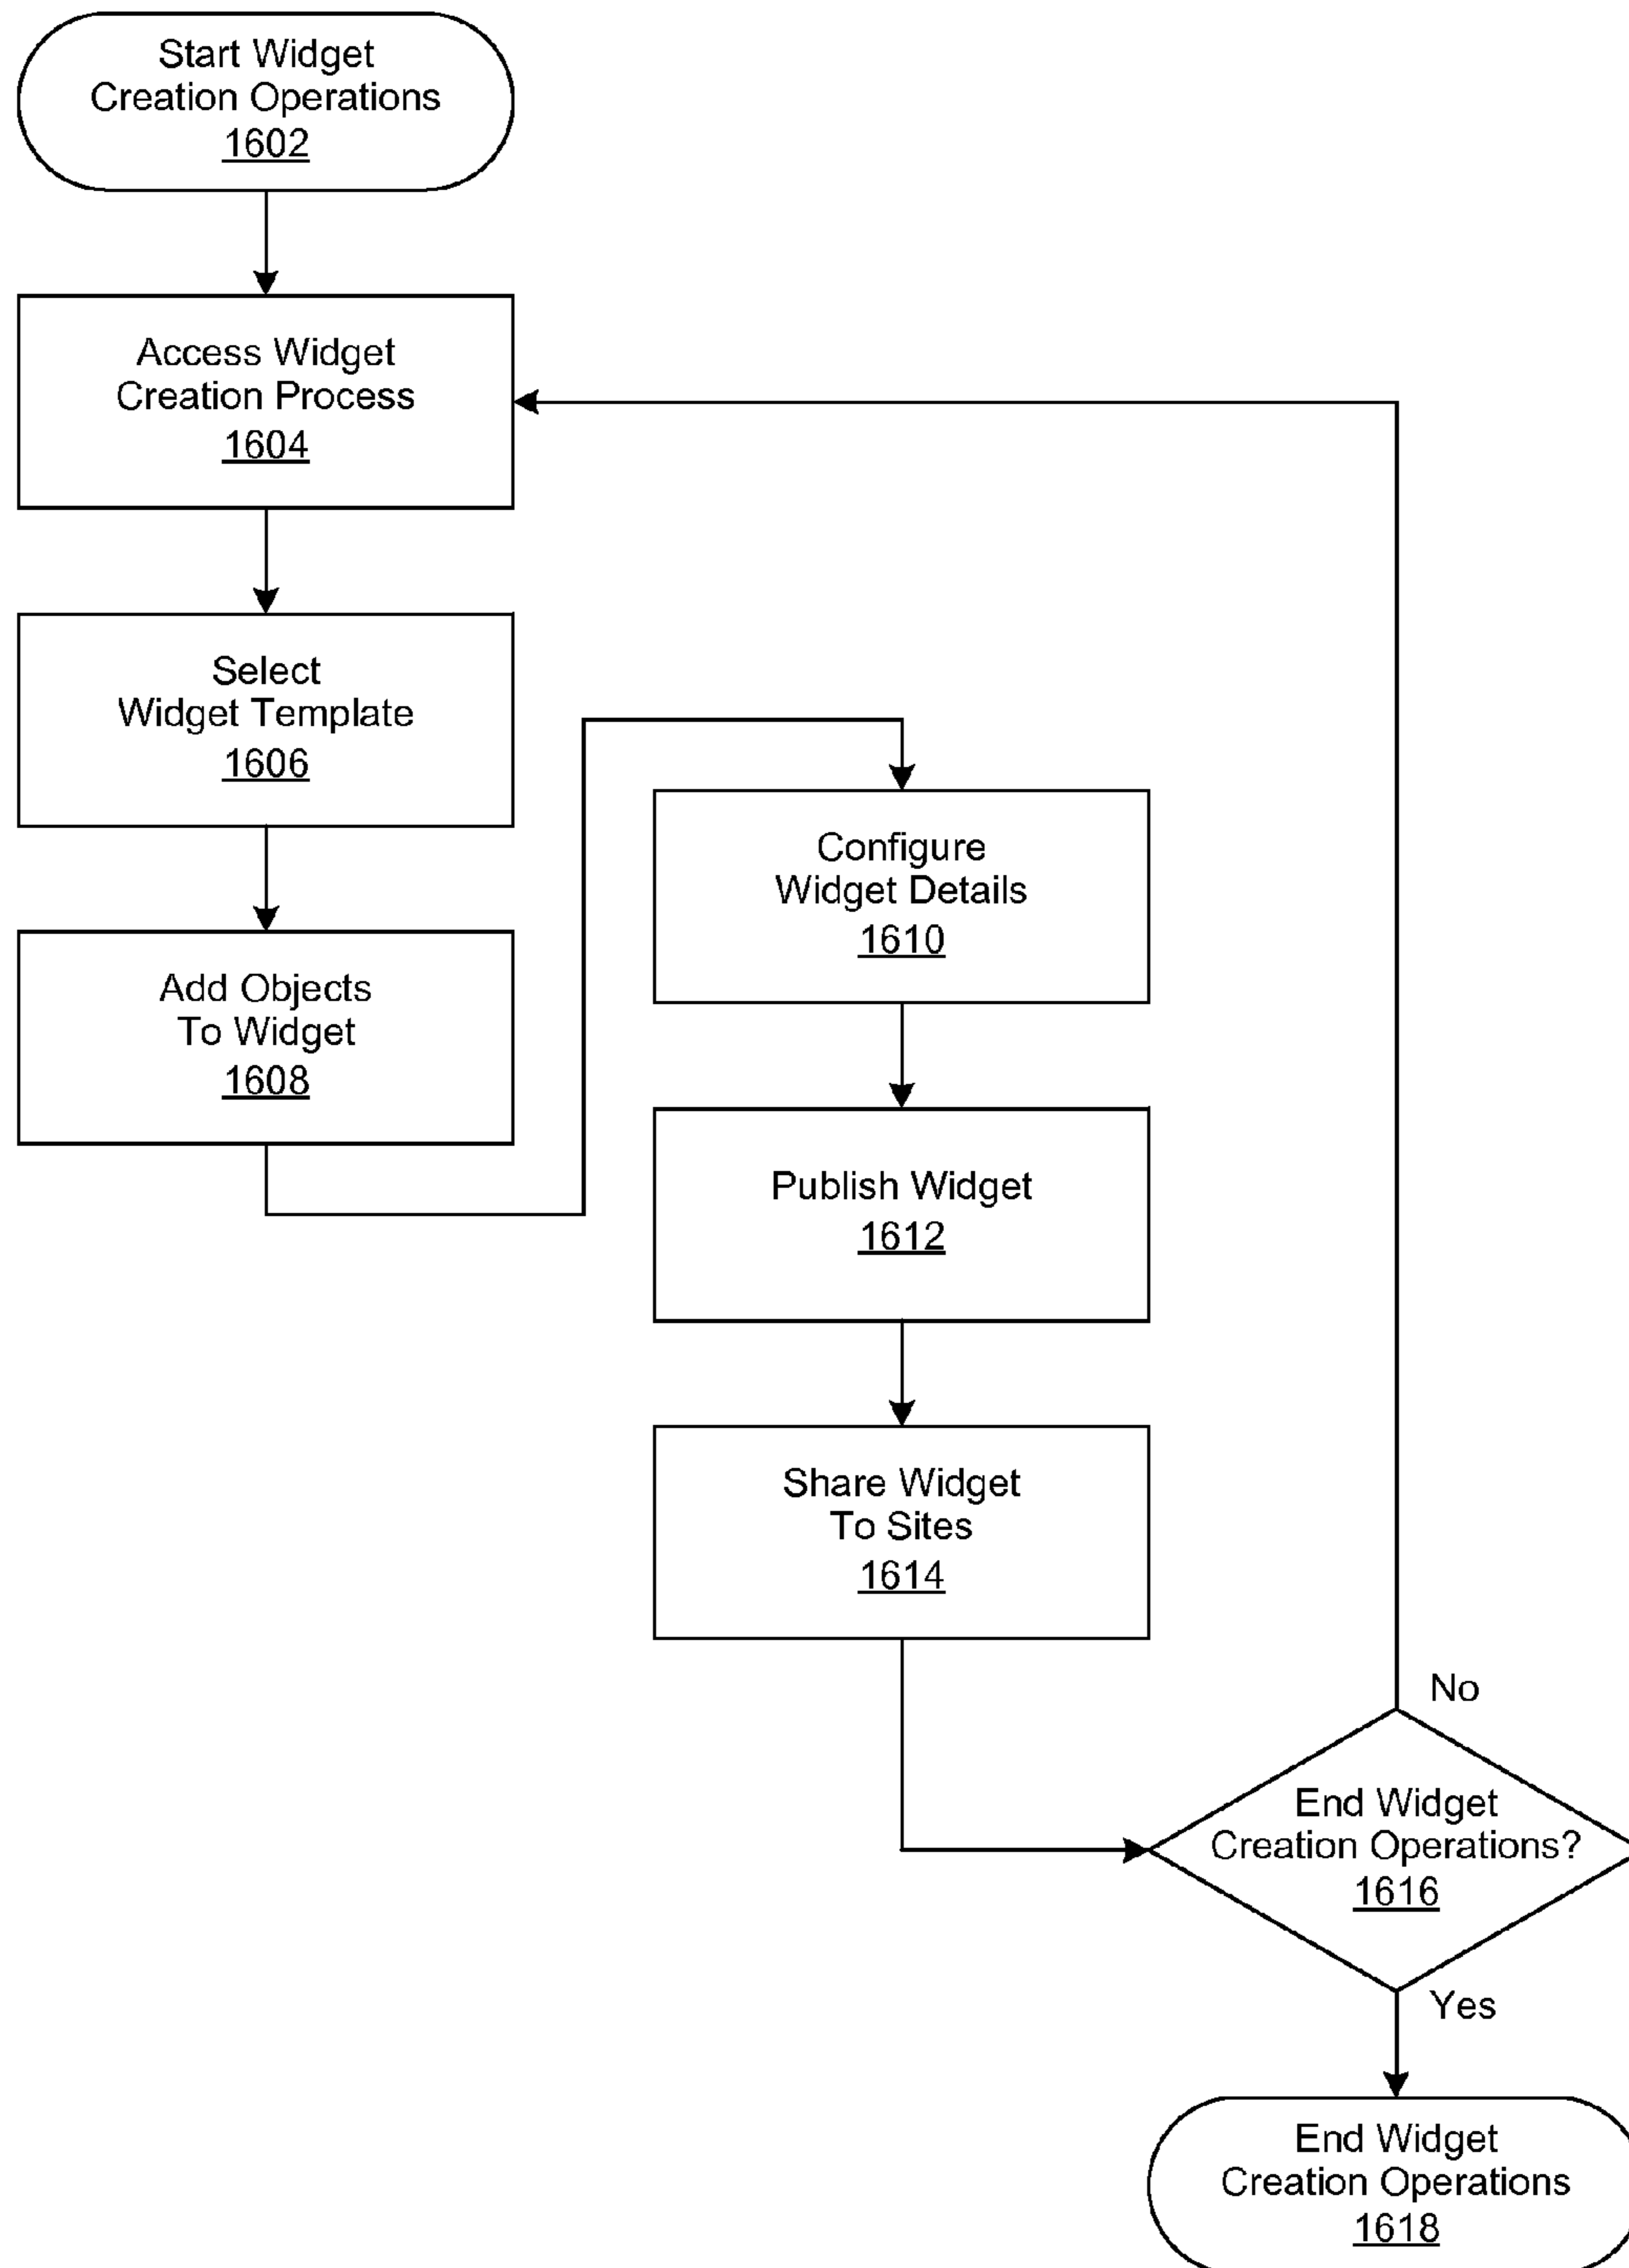 Start Widget
Creation Operations
1602
Access Widget
Creation Process
1604
Select
Widget Template
1606
Add Objects
To Widget
1608
Configure
Widget Details
1610
Publish Widget
1612
Share Widget
To Sites
1614
No
End Widget
Creation Operations?
1616
Yes
End Widget
Creation Operations
1618